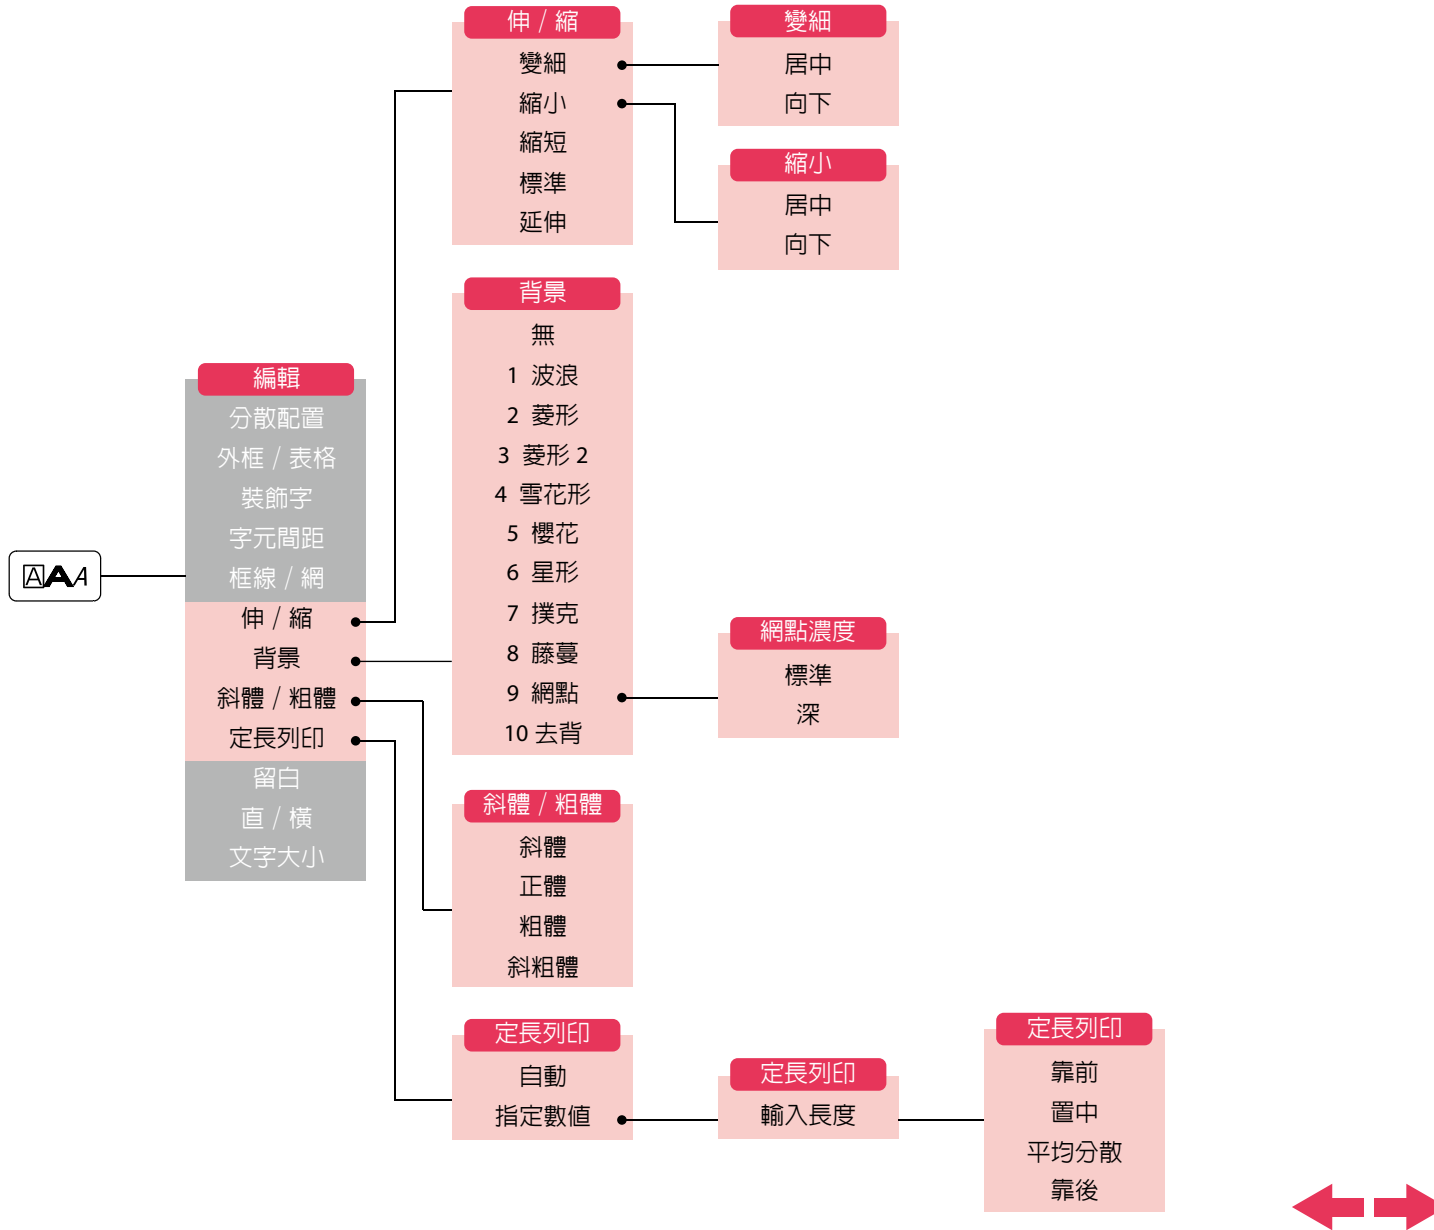 AAA
編輯
分散配置
外框 / 表格
裝飾字
字元間距
框線 / 網
伸 / 縮
背景
斜體 / 粗體
定長列印
留白
直 / 橫
文字大小
伸 / 縮
變細
縮小
縮短
標準
延伸
變細
居中
向下
縮小
居中
向下
背景
無
1 波浪
2 菱形
3 菱形 2
4 雪花形
5 櫻花
6 星形
7 撲克
8 藤蔓
9 網點
10 去背
網點濃度
標準
深
斜體 / 粗體
斜體
正體
粗體
斜粗體
定長列印
自動
指定數值
定長列印
輸入長度
定長列印
靠前
置中
平均分散
靠後